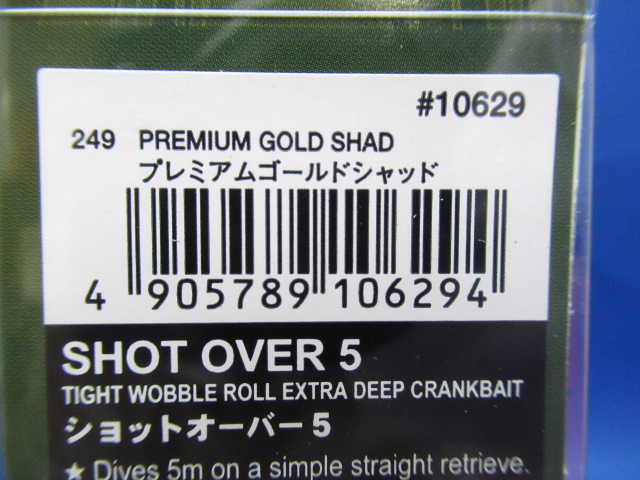 #10629
249 PREMIUM GOLD SHAD
プレミアムゴールドシャッド
4 905789 106294
SHOT OVER 5
TIGHT WOBBLE ROLL EXTRA DEEP CRANKBAIT
ショットオーバー5
★ Dives 5m on a simple straight retrieve.